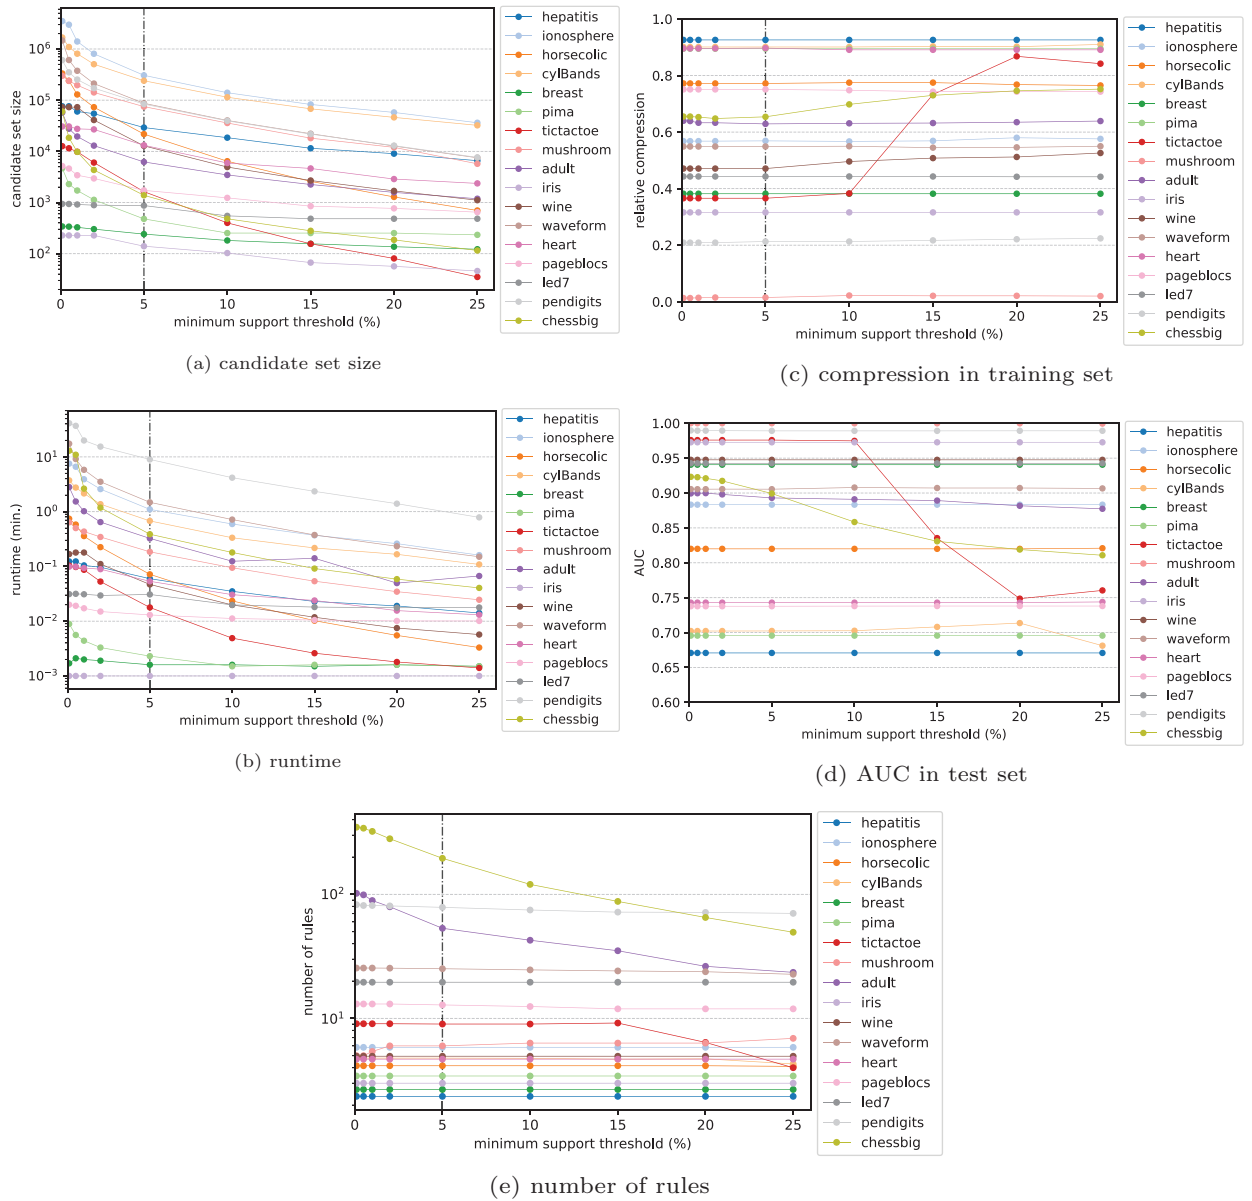 candidate set size
10^6
10^5
10^4
10^3
10^2
0 5 10 15 20 25
minimum support threshold (%)
hepatitis
ionosphere
horsecolic
cylBands
breast
pima
tictactoe
mushroom
adult
iris
wine
waveform
heart
pageblocs
led7
pendigits
chessbig
(a) candidate set size
relative compression
1.0
0.8
0.6
0.4
0.2
0.0
0 5 10 15 20 25
minimum support threshold (%)
hepatitis
ionosphere
horsecolic
cylBands
breast
pima
tictactoe
mushroom
adult
iris
wine
waveform
heart
pageblocs
led7
pendigits
chessbig
(c) compression in training set
runtime (min.)
10^1
10^0
10^−1
10^−2
10^−3
0 5 10 15 20 25
minimum support threshold (%)
hepatitis
ionosphere
horsecolic
cylBands
breast
pima
tictactoe
mushroom
adult
iris
wine
waveform
heart
pageblocs
led7
pendigits
chessbig
(b) runtime
AUC
1.00
0.95
0.90
0.85
0.80
0.75
0.70
0.65
0.60
0 5 10 15 20 25
minimum support threshold (%)
hepatitis
ionosphere
horsecolic
cylBands
breast
pima
tictactoe
mushroom
adult
iris
wine
waveform
heart
pageblocs
led7
pendigits
chessbig
(d) AUC in test set
number of rules
10^2
10^1
0 5 10 15 20 25
minimum support threshold (%)
hepatitis
ionosphere
horsecolic
cylBands
breast
pima
tictactoe
mushroom
adult
iris
wine
waveform
heart
pageblocs
led7
pendigits
chessbig
(e) number of rules